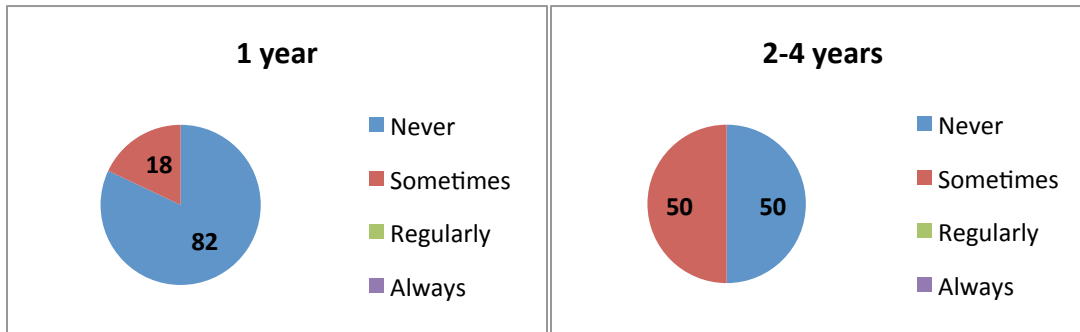 1 year
18
82
Never
Sometimes
Regularly
Always
2-4 years
50
50
Never
Sometimes
Regularly
Always